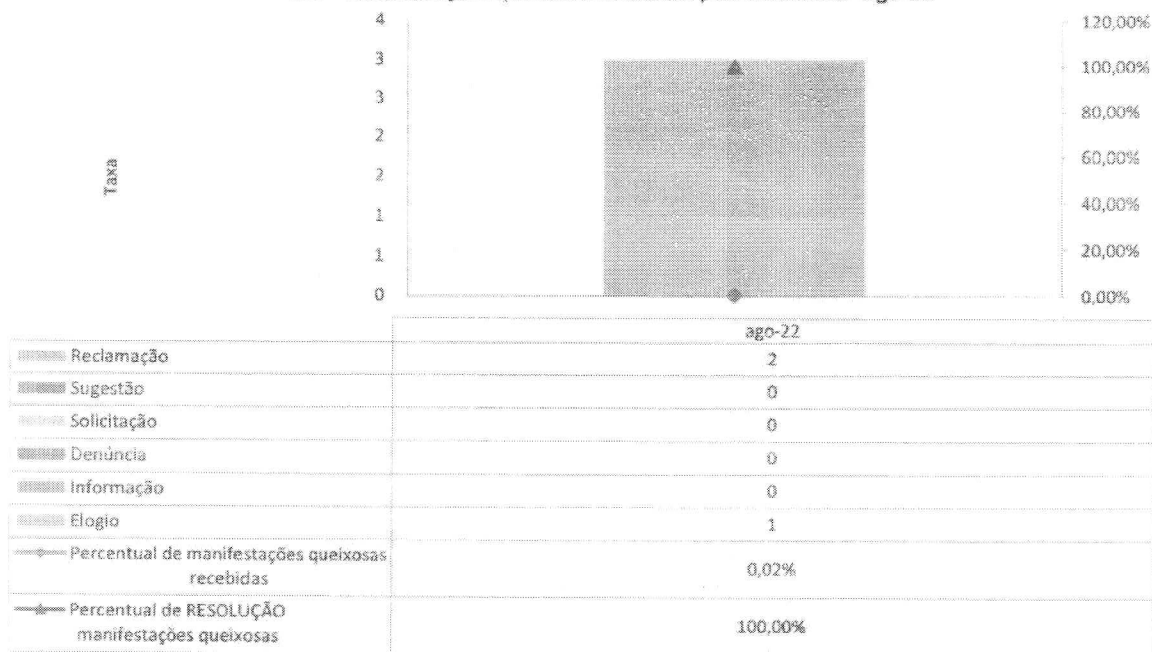 4
3
3
2
2
1
1
0
Taxa
120,00%
100,00%
80,00%
60,00%
40,00%
20,00%
0,00%
ago-22
Reclamação 2
Sugestão 0
Solicitação 0
Denúncia 0
Informação 0
Elogio 1
Percentual de manifestações queixosas
recebidas 0,02%
Percentual de RESOLUÇÃO
manifestações queixosas 100,00%